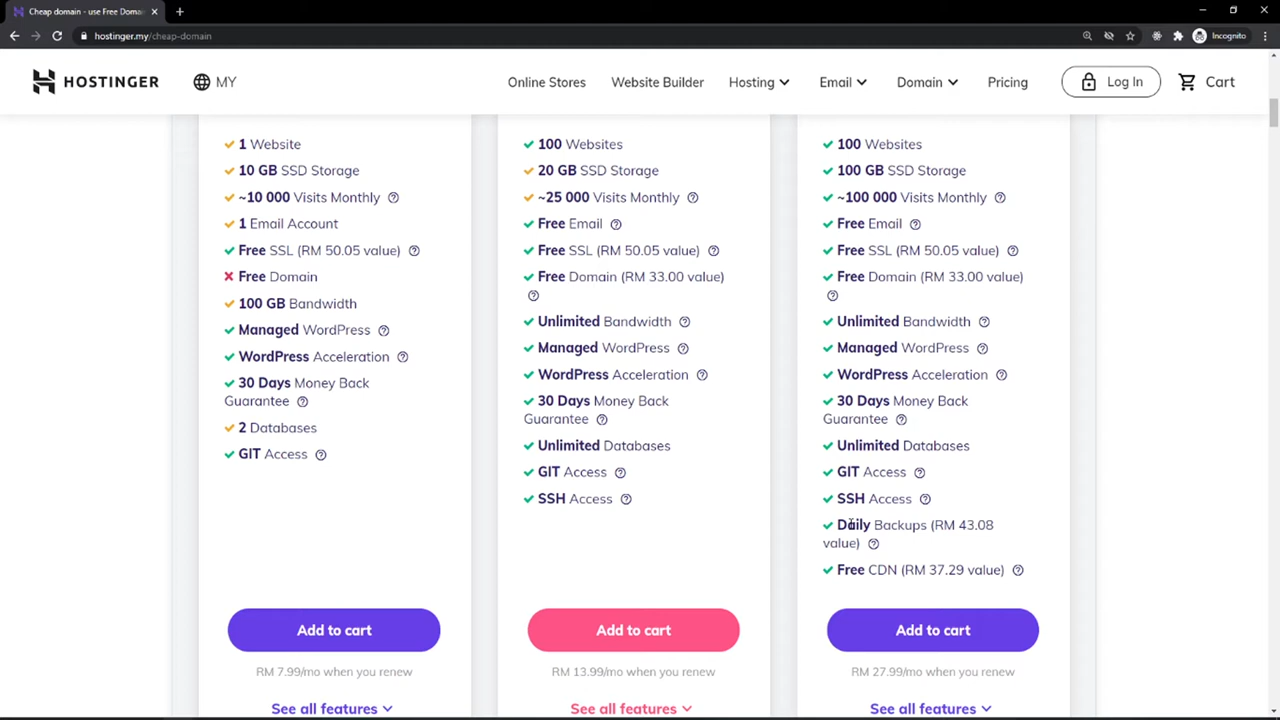 Cheap domain - use Free Doma
hostinger.my/cheap-domain
Incognito
HOSTINGER
MY
Online Stores
Website Builder
Hosting
Email
Domain
Pricing
Log In
Cart
1 Website
10 GB SSD Storage
~10 000 Visits Monthly
1 Email Account
Free SSL (RM 50.05 value)
Free Domain
100 GB Bandwidth
Managed WordPress
WordPress Acceleration
30 Days Money Back
Guarantee
2 Databases
GIT Access
Add to cart
RM 7.99/mo when you renew
See all features
100 Websites
20 GB SSD Storage
~25 000 Visits Monthly
Free Email
Free SSL (RM 50.05 value)
Free Domain (RM 33.00 value)
Unlimited Bandwidth
Managed WordPress
WordPress Acceleration
30 Days Money Back
Guarantee
Unlimited Databases
GIT Access
SSH Access
Add to cart
RM 13.99/mo when you renew
See all features
100 Websites
100 GB SSD Storage
~100 000 Visits Monthly
Free Email
Free SSL (RM 50.05 value)
Free Domain (RM 33.00 value)
Unlimited Bandwidth
Managed WordPress
WordPress Acceleration
30 Days Money Back
Guarantee
Unlimited Databases
GIT Access
SSH Access
Daily Backups (RM 43.08
value)
Free CDN (RM 37.29 value)
Add to cart
RM 27.99/mo when you renew
See all features